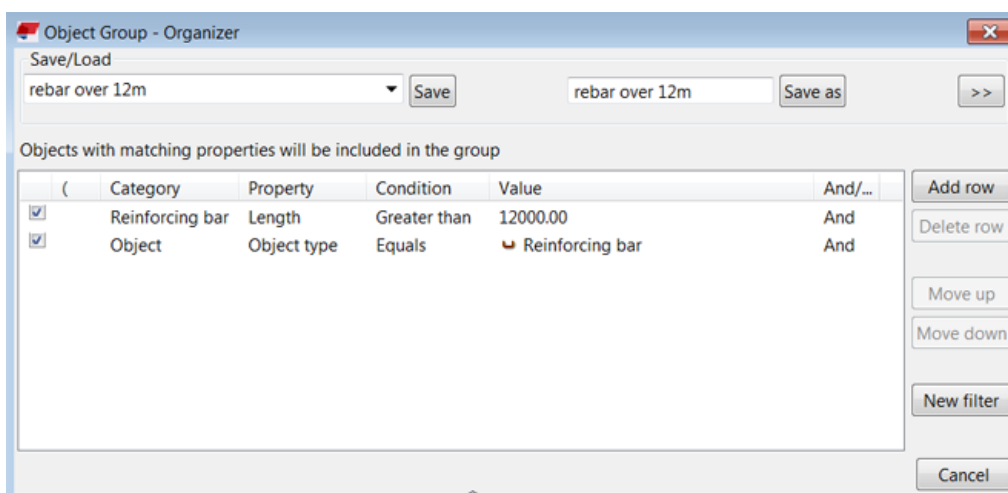 Object Group - Organizer
Save/Load
rebar over 12m Save rebar over 12m Save as >>
Objects with matching properties will be included in the group
( Category Property Condition Value And/... Add row
Reinforcing bar Length Greater than 12000.00 And
Delete row
Object Object type Equals Reinforcing bar And
Move up
Move down
New filter
Cancel